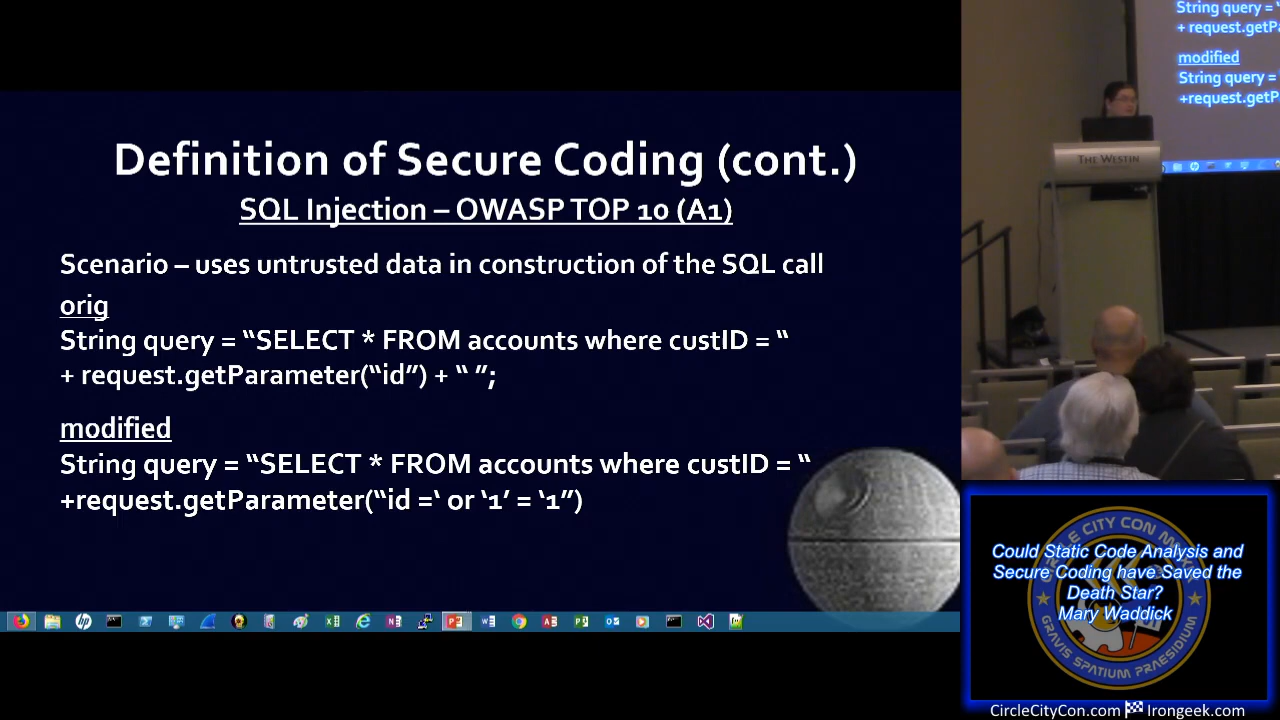 Definition of Secure Coding (cont.)
SQL Injection – OWASP TOP 10 (A1)
Scenario – uses untrusted data in construction of the SQL call
orig
String query = “SELECT * FROM accounts where custID = “
+ request.getParameter(“id”) + “ ”;
modified
String query = “SELECT * FROM accounts where custID = “
+request.getParameter(“id =‘ or ‘1’ = ‘1”)
String query = “
+ request.getPa
modified
String query =
+request.getP
THE WESTIN
Could Static Code Analysis and
Secure Coding have Saved the
Death Star?
Mary Waddick
GRAVIS SPATIUM PRAESIDIUM
CircleCityCon.com Irongeek.com